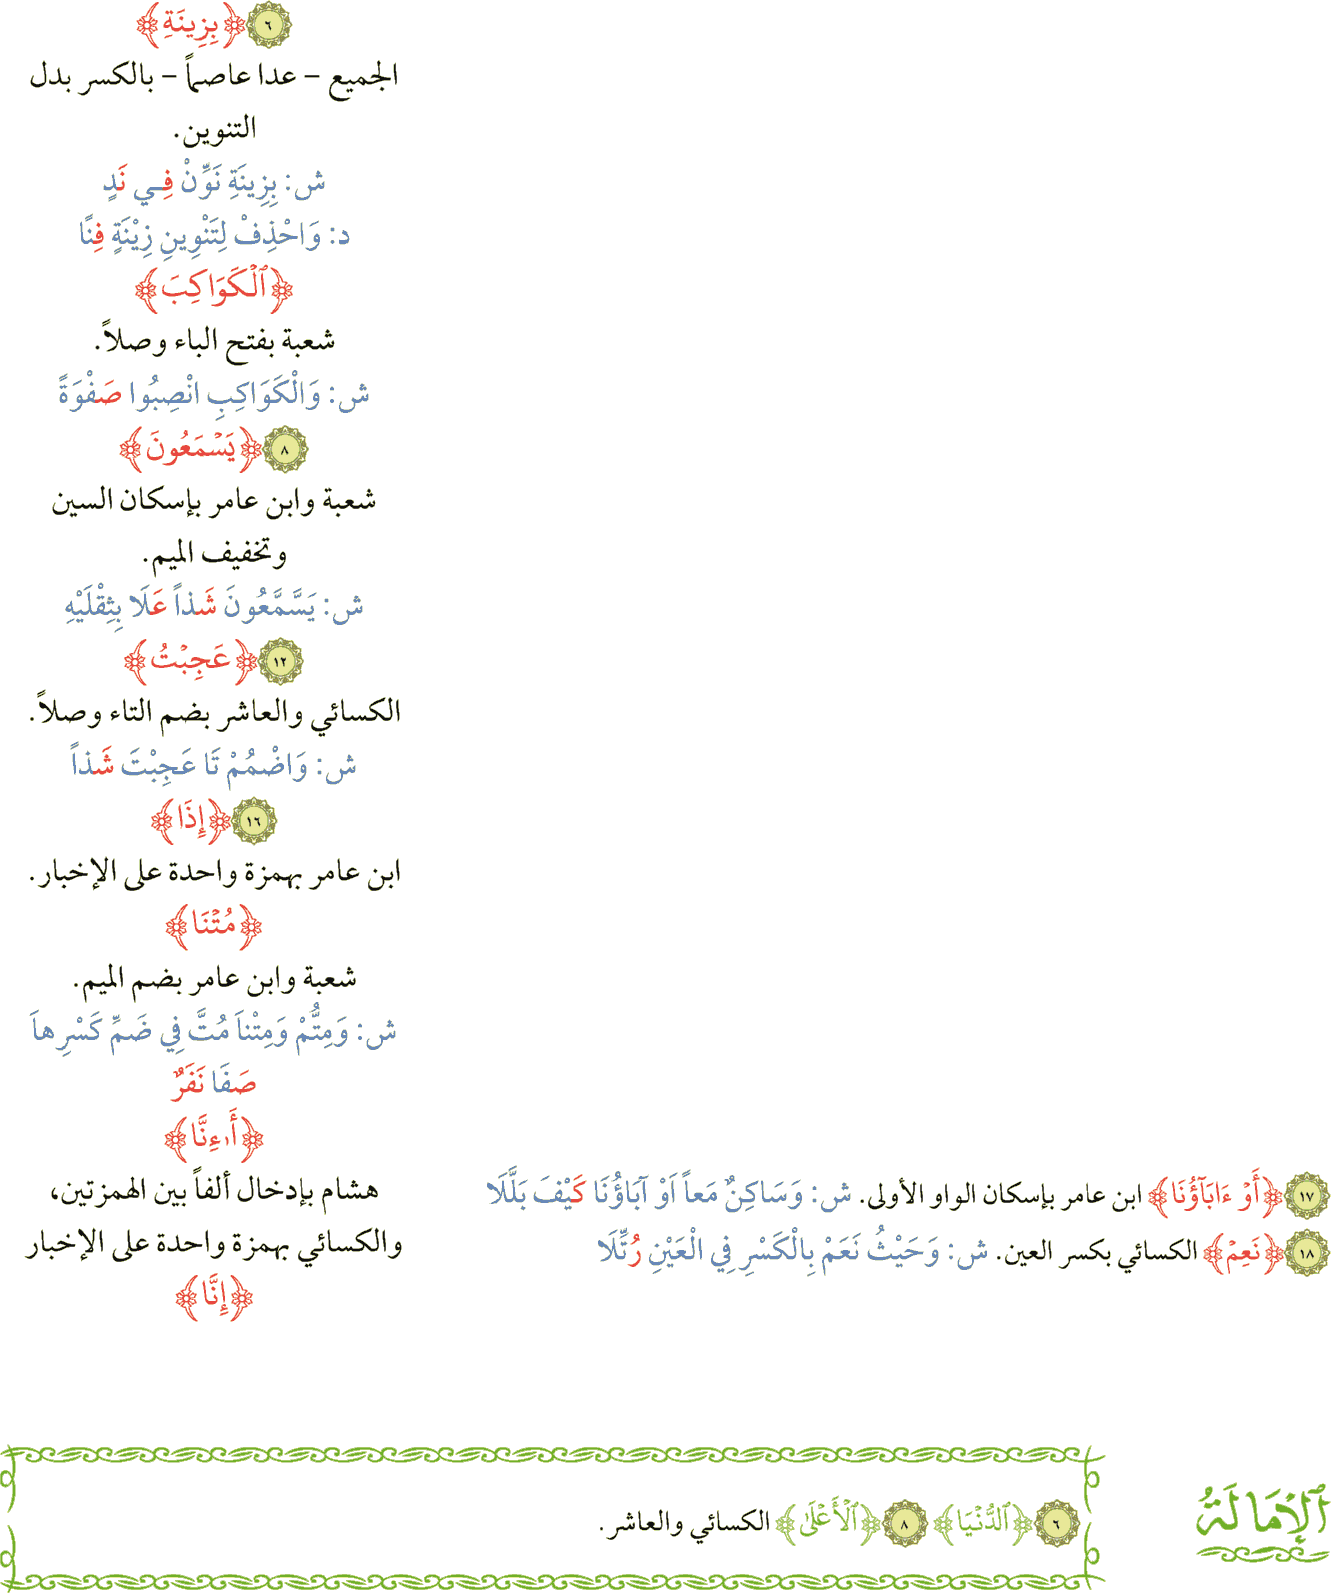 ٦ ﴿بِزِينَةِ﴾
الجميع – عدا عاصماً – بالكسر بدل
التنوين.
ش: بِزِينَةِ نَوِّنْ فِي نَدٍ
د: وَاحْذِفْ لِتَنْوِينِ زِيْنَةٍ فِنًا
﴿ٱلْكَوَاكِبَ﴾
شعبة بفتح الباء وصلاً.
ش: وَالْكَوَاكِبِ انْصِبُوا صَفْوَةً
٨ ﴿يَسْمَعُونَ﴾
شعبة وابن عامر بإسكان السين
وتخفيف الميم.
ش: يَسَّمَّعُونَ شَذاً عَلَا بِثِقْلَيْهِ
١٢ ﴿عَجِبْتُ﴾
الكسائي والعاشر بضم التاء وصلاً.
ش: وَاضْمُمْ تَا عَجِبْتَ شَذاً
١٦ ﴿إِذَا﴾
ابن عامر بهمزة واحدة على الإخبار.
﴿مُتْنَا﴾
شعبة وابن عامر بضم الميم.
ش: وَمِتُّمْ وَمِتْناَ مُتَّ فِي ضَمِّ كَسْرِهاَ
صَفَا نَفَرٌ
﴿أَ۟ءِنَّا﴾
هشام بإدخال ألفاً بين الهمزتين،
والكسائي بهمزة واحدة على الإخبار
﴿إِنَّا﴾
١٧ ﴿أَوْ ءَابَآؤُنَا﴾ ابن عامر بإسكان الواو الأولى. ش: وَسَاكِنٌ مَعاً اَوْ آبَاؤُنَا كَيْفَ بَلَّلَا
١٨ ﴿نَعِمْ﴾ الكسائي بكسر العين. ش: وَحَيْثُ نَعَمْ بِالْكَسْرِ فِي الْعَيْنِ رُتِّلَا
ٱلْإِمَالَةُ
٦ ﴿ٱلدُّنْيَا﴾ ٨ ﴿ٱلْأَعْلَىٰ﴾ الكسائي والعاشر.